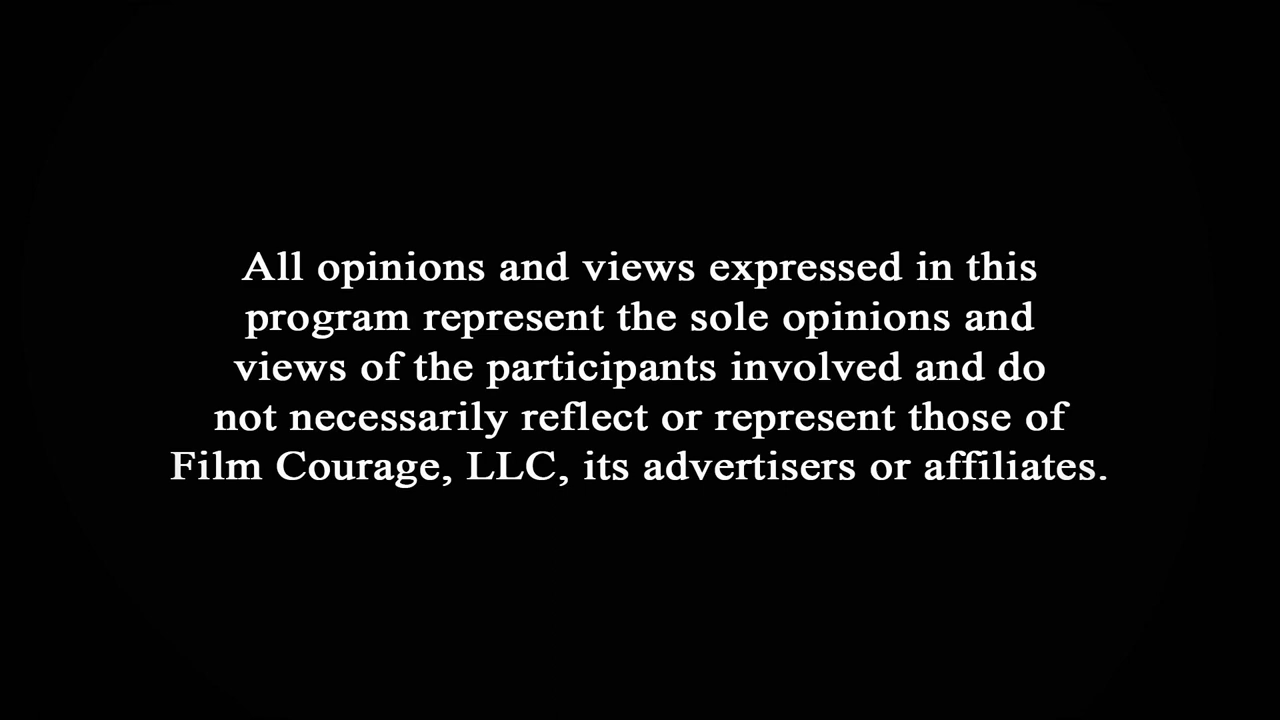 All opinions and views expressed in this
program represent the sole opinions and
views of the participants involved and do
not necessarily reflect or represent those of
Film Courage, LLC, its advertisers or affiliates.